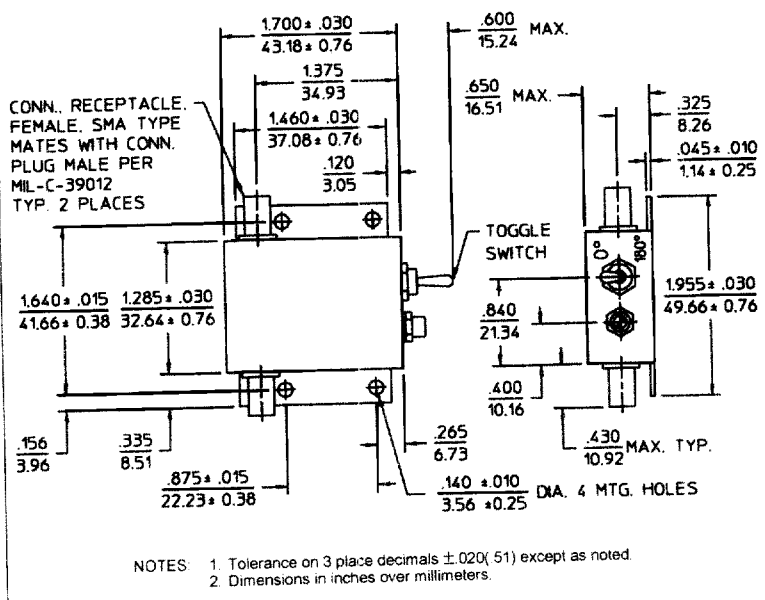 1.700± .030
43.18± 0.76
.600 MAX.
15.24
1.375
34.93
.650 MAX.
16.51
.325
8.26
CONN., RECEPTACLE,
FEMALE, SMA TYPE
MATES WITH CONN.
PLUG MALE PER
MIL-C-39012
TYP. 2 PLACES
1.460± .030
37.08± 0.76
.120
3.05
.045± .010
1.14± 0.25
TOGGLE
SWITCH
0°
180°
1.640± .015
41.66± 0.38
1.285± .030
32.64± 0.76
.840
21.34
1.955± .030
49.66± 0.76
.400
10.16
.156
3.96
.335
8.51
.265
6.73
.430 MAX. TYP.
10.92
.875± .015
22.23± 0.38
.140 ±.010 DIA. 4 MTG. HOLES
3.56 ±0.25
NOTES: 1. Tolerance on 3 place decimals ±.020(.51) except as noted.
2. Dimensions in inches over millimeters.